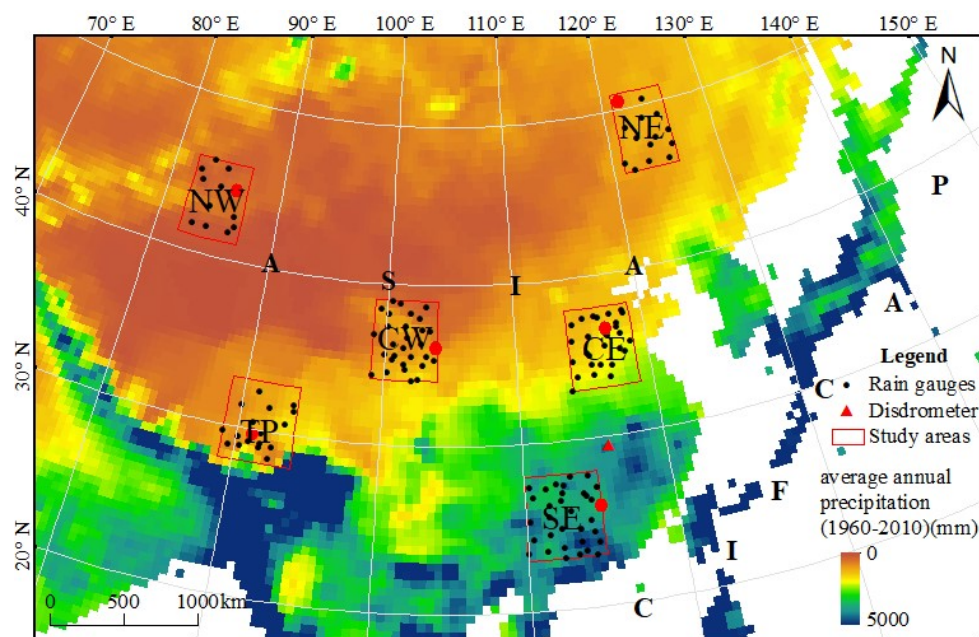 70° E 80° E 90° E 100° E 110° E 120° E 130° E 140° E 150° E
N
NE
40° N
P
NW
A S I A
A
CW
CE
30° N
Legend
Rain gauges
Disdrometer
Study areas
C
TP
average annual
precipitation
(1960-2010)(mm)
F
SE
20° N
I
0
5000
C
0 500 1000km